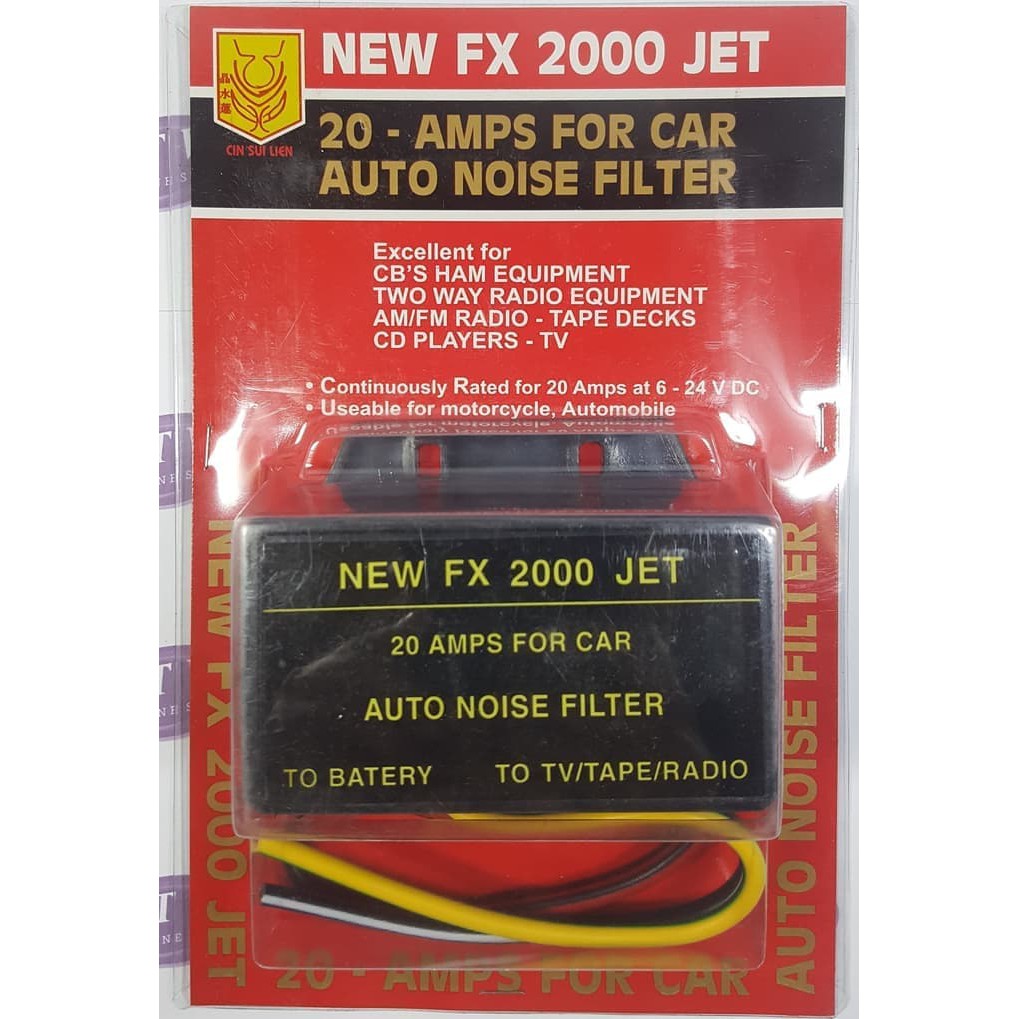 NEW FX 2000 JET
晶水蓮
CIN SUI LIEN
20 - AMPS FOR CAR
AUTO NOISE FILTER
Excellent for
CB'S HAM EQUIPMENT
TWO WAY RADIO EQUIPMENT
AM/FM RADIO - TAPE DECKS
CD PLAYERS - TV
• Continuously Rated for 20 Amps at 6 - 24 V DC
• Useable for motorcycle, Automobile
NEW FX 2000 JET
20 AMPS FOR CAR
AUTO NOISE FILTER
TO BATERY TO TV/TAPE/RADIO
NEW FX 2000 JET
20 - AMPS FOR CAR
AUTO NOISE FILTER